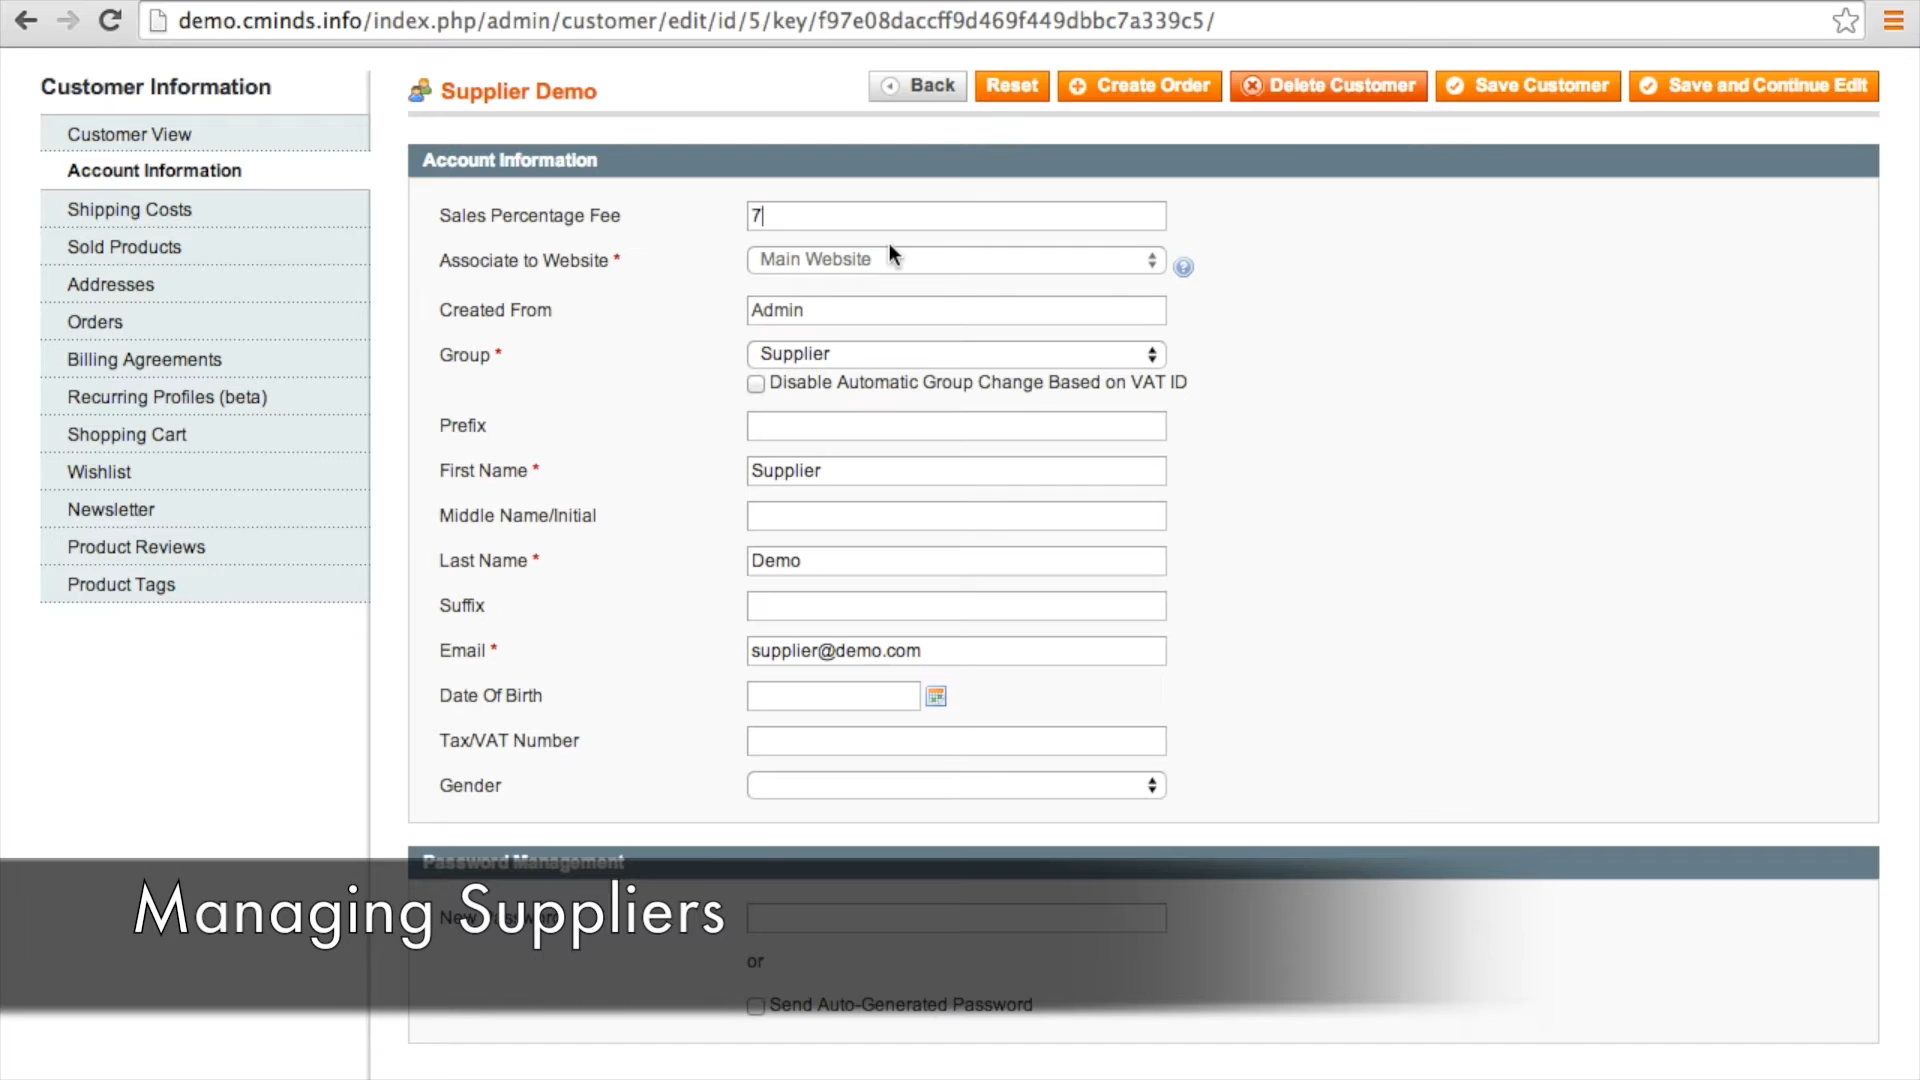 demo.cminds.info/index.php/admin/customer/edit/id/5/key/f97e08daccff9d469f449dbbc7a339c5/
Customer Information
Customer View
Account Information
Shipping Costs
Sold Products
Addresses
Orders
Billing Agreements
Recurring Profiles (beta)
Shopping Cart
Wishlist
Newsletter
Product Reviews
Product Tags
Supplier Demo
Back Reset Create Order Delete Customer Save Customer Save and Continue Edit
Account Information
Sales Percentage Fee 7
Associate to Website * Main Website
Created From Admin
Group * Supplier
Disable Automatic Group Change Based on VAT ID
Prefix
First Name * Supplier
Middle Name/Initial
Last Name * Demo
Suffix
Email * supplier@demo.com
Date Of Birth
Tax/VAT Number
Gender
Password Management
New Password
Managing Suppliers
or
Send Auto-Generated Password